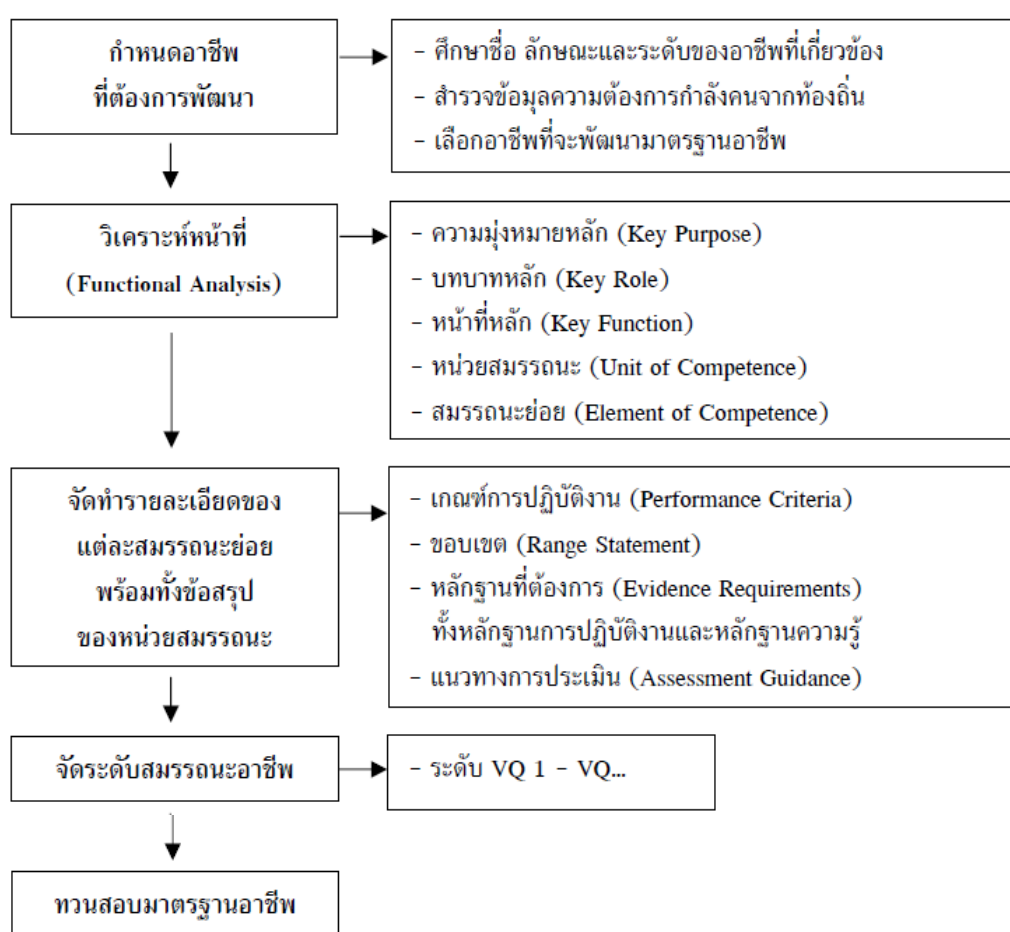 กำหนดอาชีพ
ที่ต้องการพัฒนา
- ศึกษาชื่อ ลักษณะและระดับของอาชีพที่เกี่ยวข้อง
- สำรวจข้อมูลความต้องการกำลังคนจากท้องถิ่น
- เลือกอาชีพที่จะพัฒนามาตรฐานอาชีพ
วิเคราะห์หน้าที่
(Functional Analysis)
- ความมุ่งหมายหลัก (Key Purpose)
- บทบาทหลัก (Key Role)
- หน้าที่หลัก (Key Function)
- หน่วยสมรรถนะ (Unit of Competence)
- สมรรถนะย่อย (Element of Competence)
จัดทำรายละเอียดของ
แต่ละสมรรถนะย่อย
พร้อมทั้งข้อสรุป
ของหน่วยสมรรถนะ
- เกณฑ์การปฏิบัติงาน (Performance Criteria)
- ขอบเขต (Range Statement)
- หลักฐานที่ต้องการ (Evidence Requirements)
ทั้งหลักฐานการปฏิบัติงานและหลักฐานความรู้
- แนวทางการประเมิน (Assessment Guidance)
จัดระดับสมรรถนะอาชีพ
- ระดับ VQ 1 - VQ...
ทวนสอบมาตรฐานอาชีพ